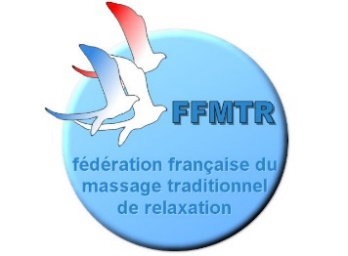 FFMTR
fédération française du
massage traditionnel
de relaxation